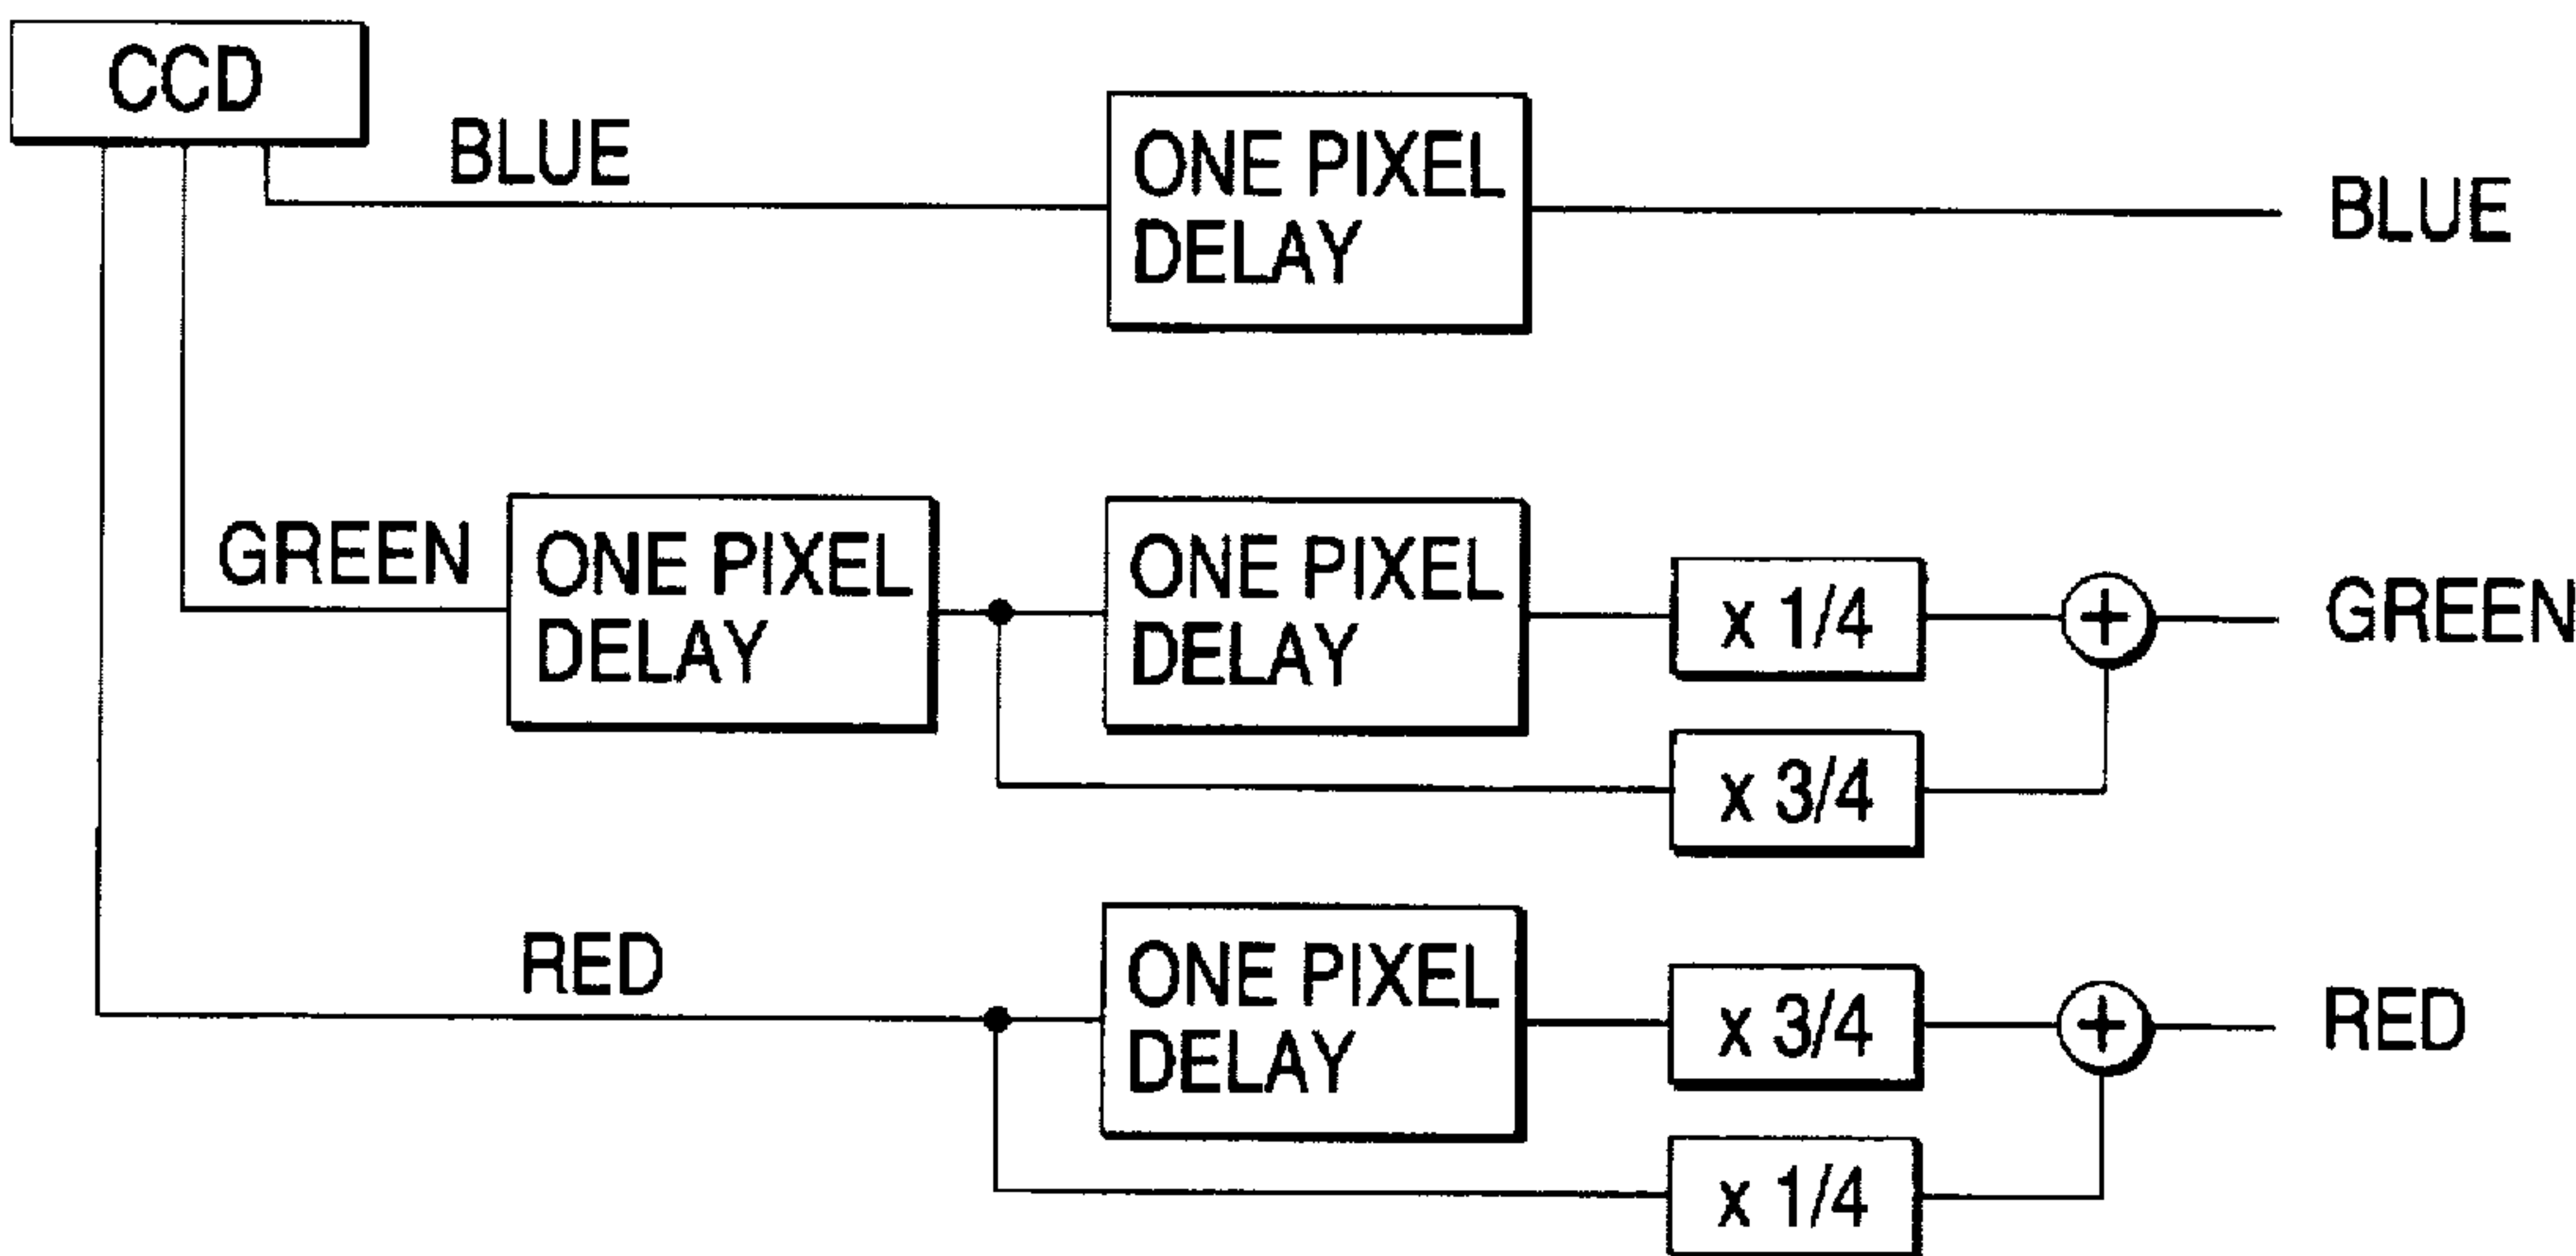 CCD
BLUE
ONE PIXEL
DELAY
BLUE
GREEN
ONE PIXEL
DELAY
ONE PIXEL
DELAY
x 1/4
+
GREEN
x 3/4
RED
ONE PIXEL
DELAY
x 3/4
+
RED
x 1/4